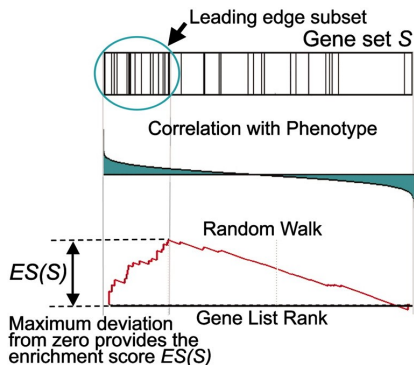 Leading edge subset
Gene set S
Correlation with Phenotype
Random Walk
ES(S)
Gene List Rank
Maximum deviation
from zero provides the
enrichment score ES(S)